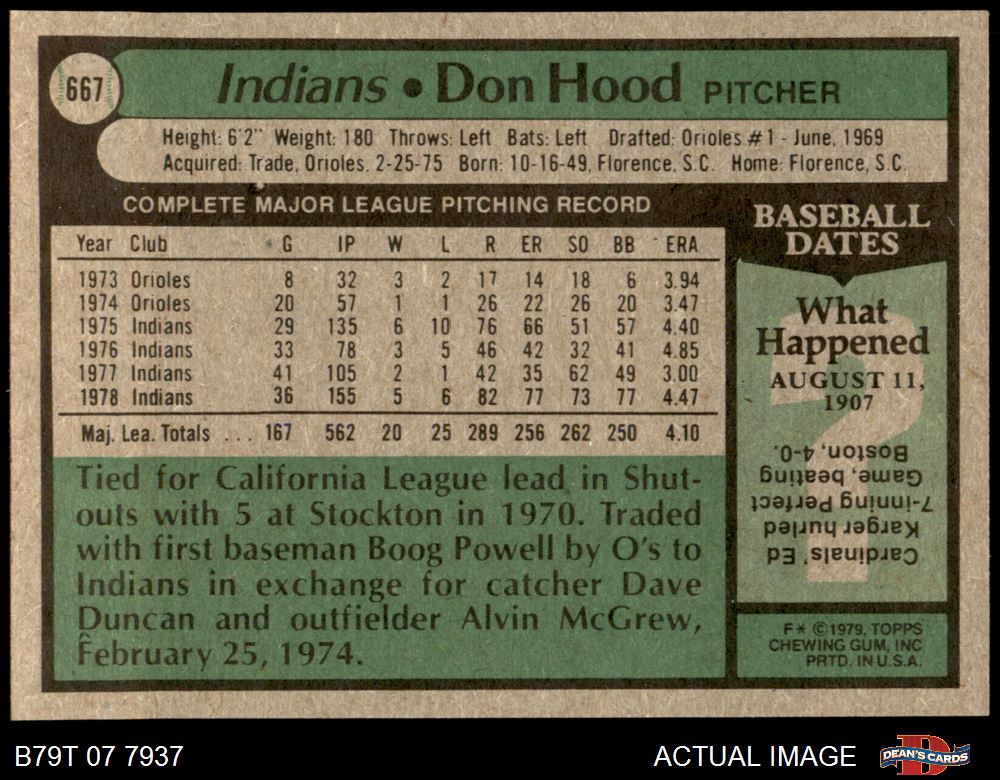 667
Indians • Don Hood PITCHER
Height: 6'2" Weight: 180 Throws: Left Bats: Left Drafted: Orioles #1 - June, 1969
Acquired: Trade, Orioles. 2-25-75 Born: 10-16-49, Florence, S.C. Home: Florence, S.C.
COMPLETE MAJOR LEAGUE PITCHING RECORD
Year Club G IP W L R ER SO BB ERA
1973 Orioles 8 32 3 2 17 14 18 6 3.94
1974 Orioles 20 57 1 1 26 22 26 20 3.47
1975 Indians 29 135 6 10 76 66 51 57 4.40
1976 Indians 33 78 3 5 46 42 32 41 4.85
1977 Indians 41 105 2 1 42 35 62 49 3.00
1978 Indians 36 155 5 6 82 77 73 77 4.47
Maj. Lea. Totals ... 167 562 20 25 289 256 262 250 4.10
Tied for California League lead in Shut-
outs with 5 at Stockton in 1970. Traded
with first baseman Boog Powell by O's to
Indians in exchange for catcher Dave
Duncan and outfielder Alvin McGrew,
February 25, 1974.
BASEBALL
DATES
What
Happened
AUGUST 11,
1907
Cardinals' Ed
Karger hurled
7-inning Perfect
Game, beating
Boston, 4-0.
F* ©1979, TOPPS
CHEWING GUM, INC
PRTD. IN U.S.A.
B79T 07 7937
ACTUAL IMAGE
DEAN'S CARDS